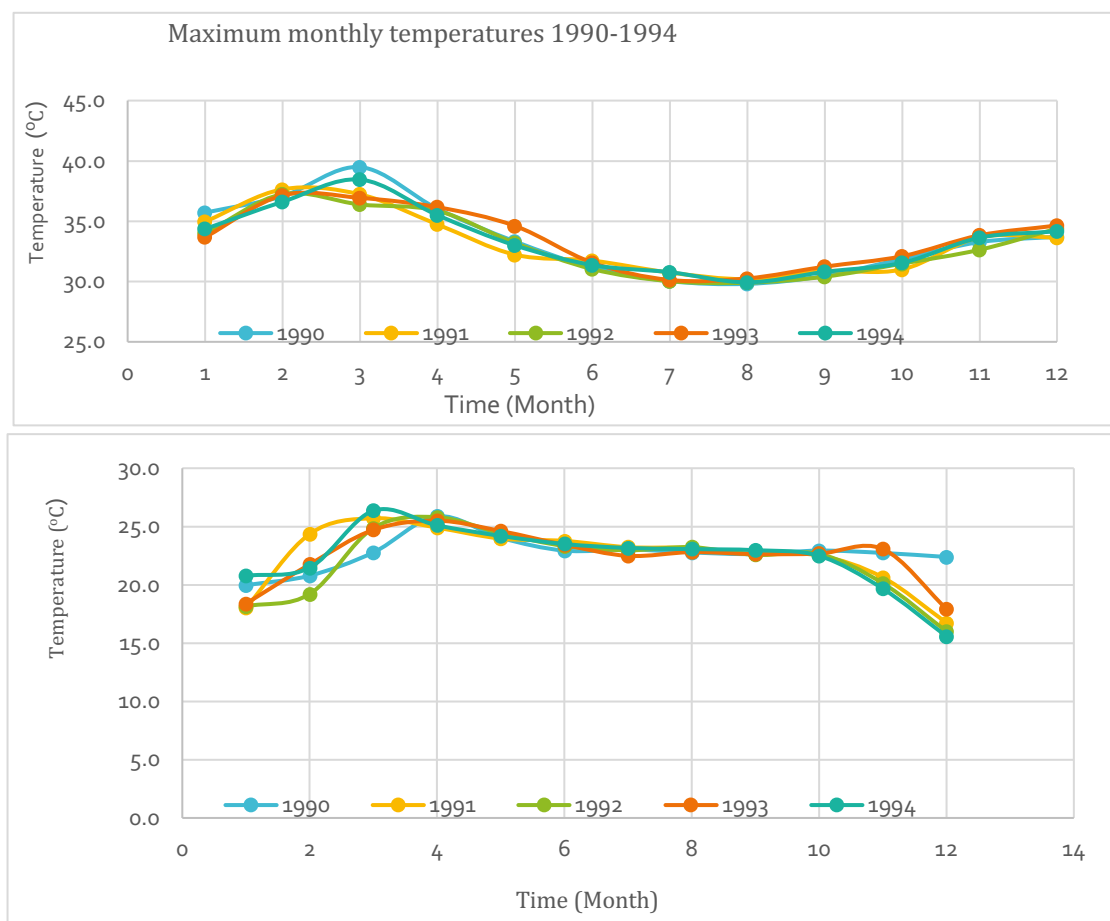 Maximum monthly temperatures 1990-1994
Temperature (⁰C)
45.0
40.0
35.0
30.0
25.0
1990 1991 1992 1993 1994
0 1 2 3 4 5 6 7 8 9 10 11 12
Time (Month)
Temperature (⁰C)
30.0
25.0
20.0
15.0
10.0
5.0
0.0
1990 1991 1992 1993 1994
0 2 4 6 8 10 12 14
Time (Month)